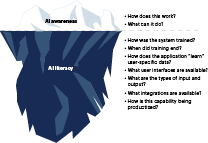 AI awareness
• How does this work?
• What can it do?
AI literacy
• How was the system trained?
• When did training end?
• How does the application "learn"
user-specific data?
• What user interfaces are available?
• What are the types of input and
output?
• What integrations are available?
• How is this capability being
productized?